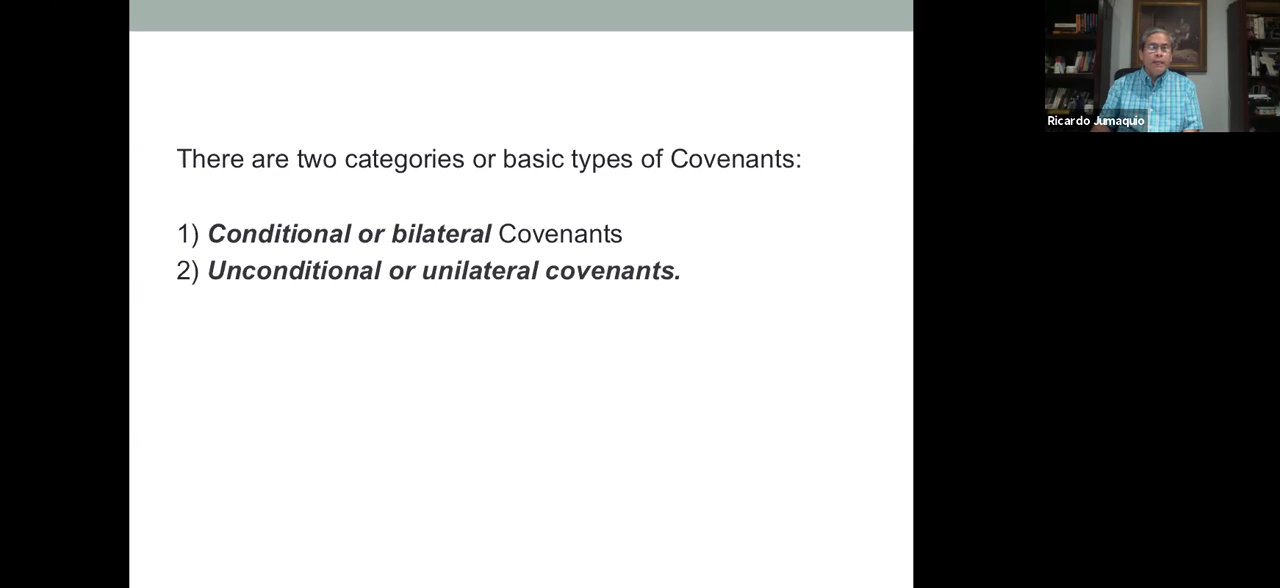 There are two categories or basic types of Covenants:
1) Conditional or bilateral Covenants
2) Unconditional or unilateral covenants.
Ricardo Jumaquio